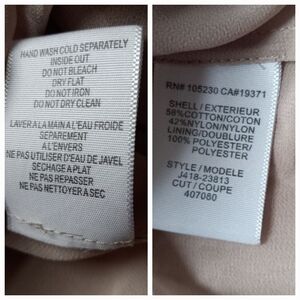 HAND WASH COLD SEPARATELY
INSIDE OUT
DO NOT BLEACH
DRY FLAT
DO NOT IRON
DO NOT DRY CLEAN
LAVER A LA MAIN A L'EAU FROIDE
SEPAREMENT
A L'ENVERS
NE PAS UTILISER D'EAU DE JAVEL
SECHAGE A PLAT
NE PAS REPASSER
NE PAS NETTOYER A SEC
RN# 105230 CA#19371
SHELL / EXTERIEUR
58% COTTON/COTON
42% NYLON/NYLON
LINING/DOUBLURE
100% POLYESTER/
POLYESTER
STYLE / MODELE
J418-23813
CUT / COUPE
407080